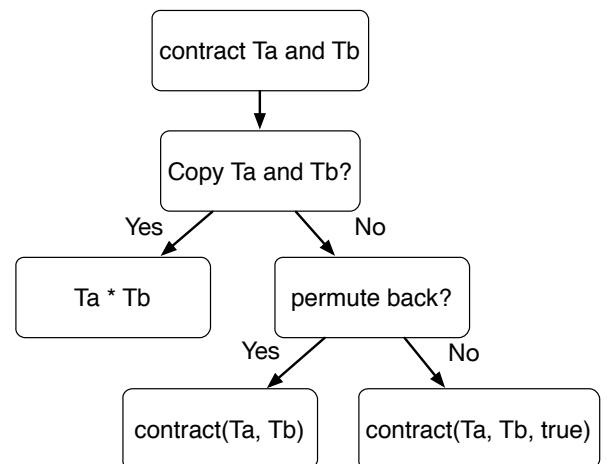 contract Ta and Tb
Copy Ta and Tb?
Yes
No
Ta * Tb
permute back?
Yes
No
contract(Ta, Tb)
contract(Ta, Tb, true)